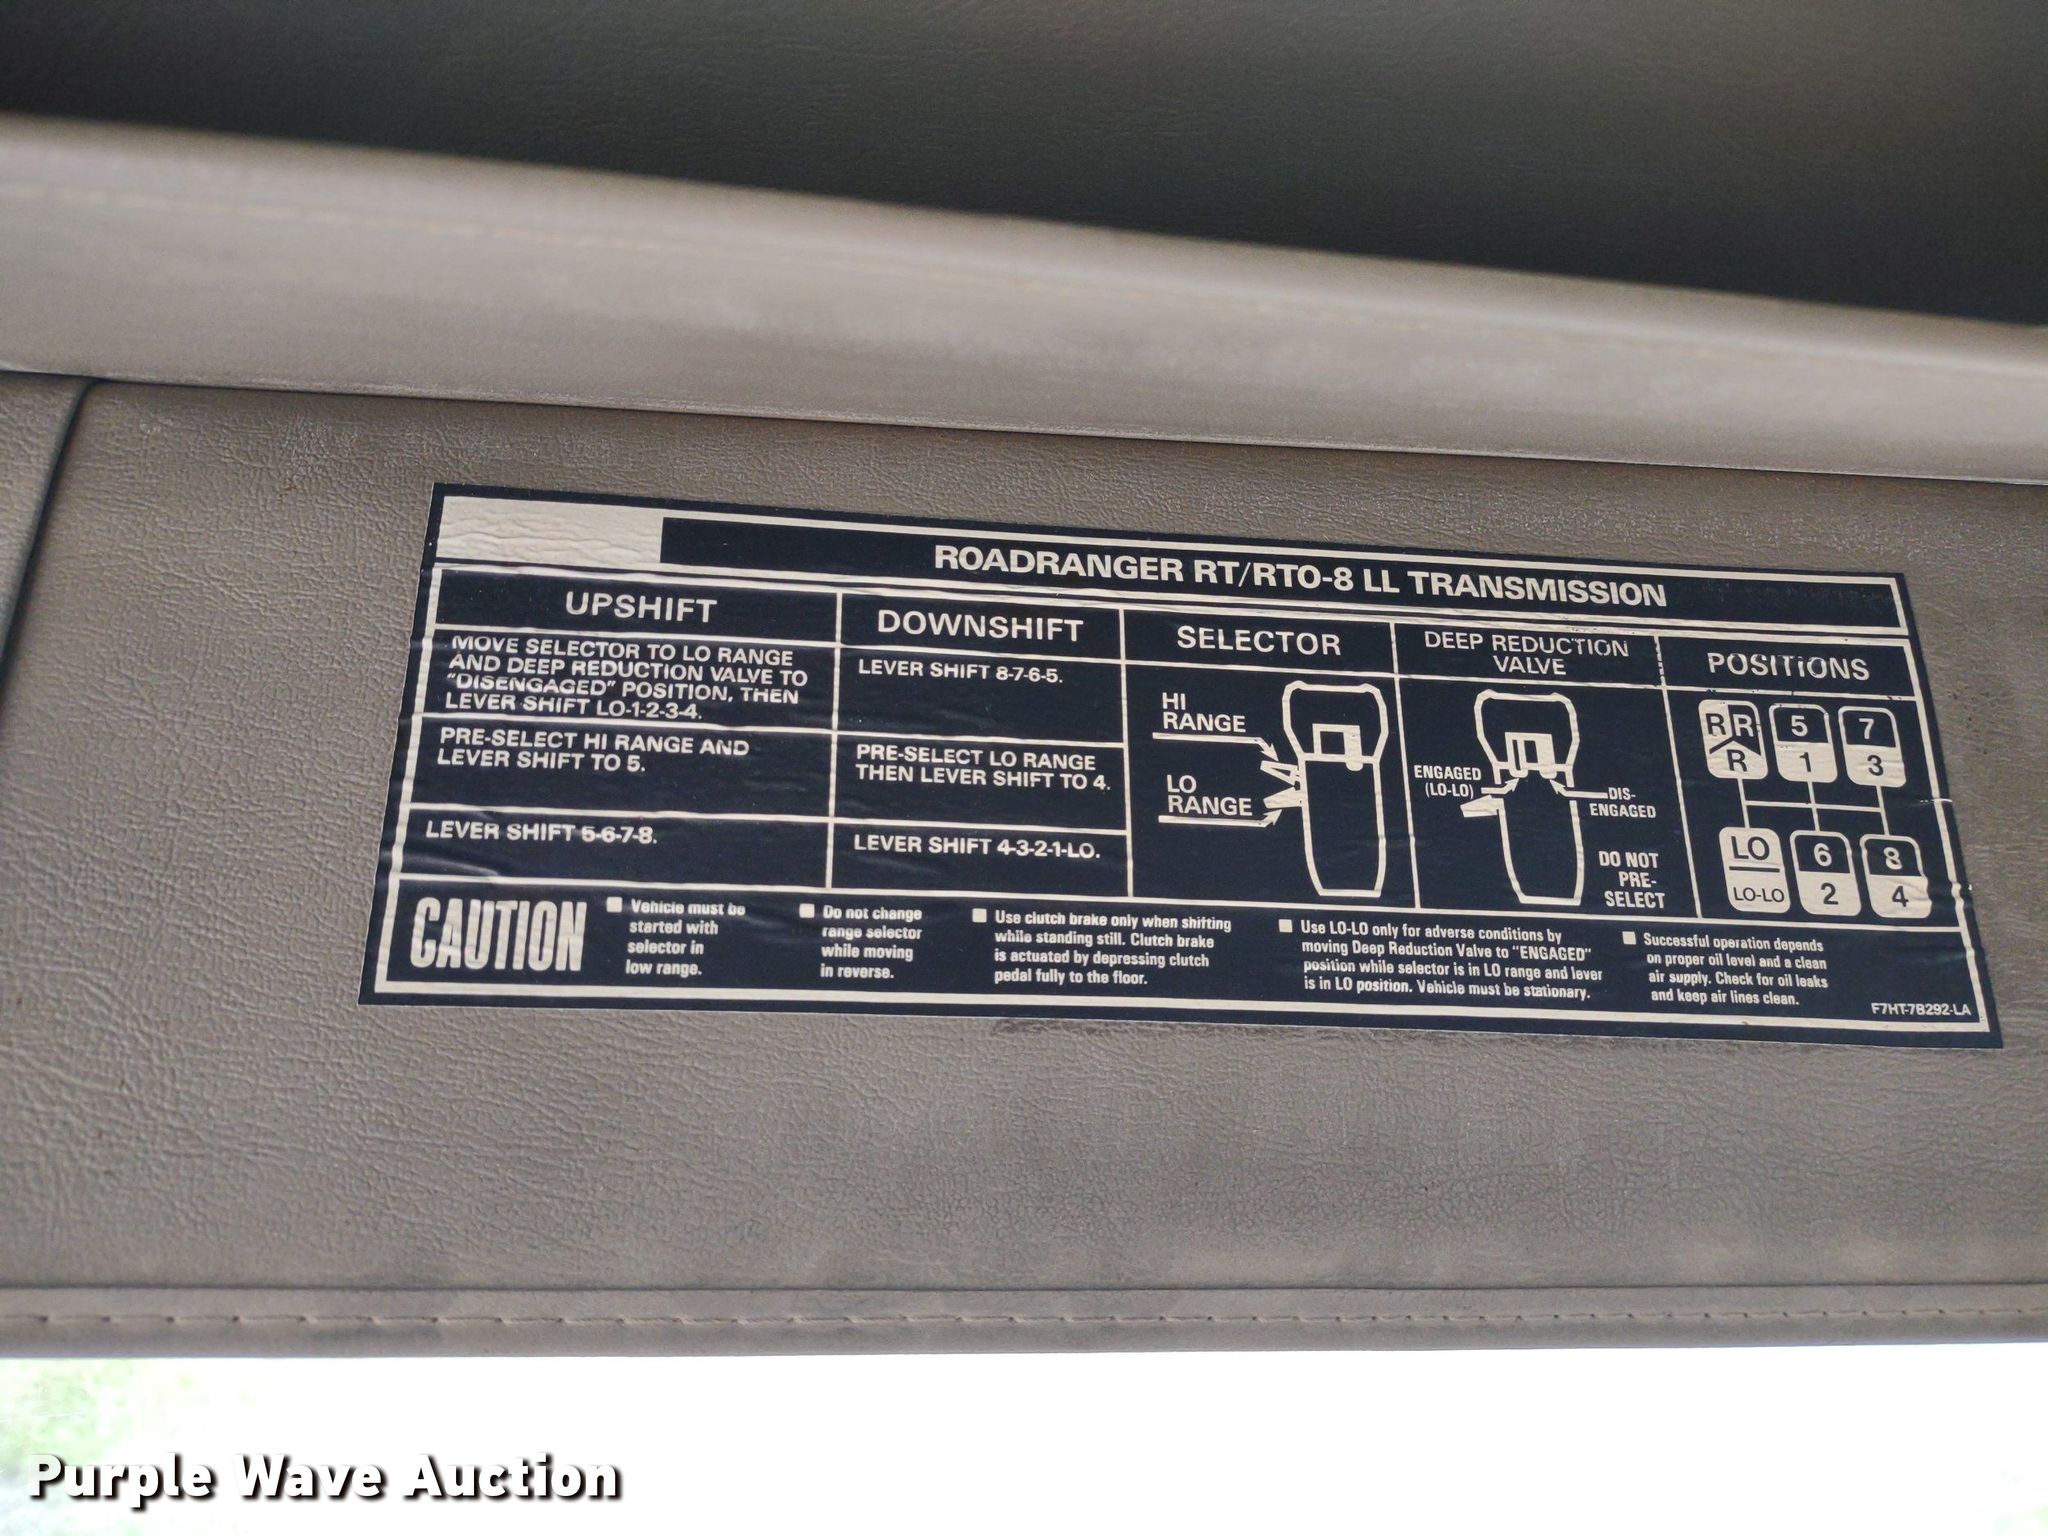 ROADRANGER RT/RTO-8 LL TRANSMISSION
UPSHIFT
MOVE SELECTOR TO LO RANGE
AND DEEP REDUCTION VALVE TO
"DISENGAGED" POSITION, THEN
LEVER SHIFT LO-1-2-3-4.
PRE-SELECT HI RANGE AND
LEVER SHIFT TO 5.
LEVER SHIFT 5-6-7-8.
DOWNSHIFT
LEVER SHIFT 8-7-6-5.
PRE-SELECT LO RANGE
THEN LEVER SHIFT TO 4.
LEVER SHIFT 4-3-2-1-LO.
SELECTOR
HI
RANGE
LO
RANGE
DEEP REDUCTION
VALVE
ENGAGED
(LO-LO)
DIS-
ENGAGED
DO NOT
PRE-
SELECT
POSITIONS
R R 5 7
R 1 3
LO 6 8
LO-LO 2 4
CAUTION
■ Vehicle must be
started with
selector in
low range.
■ Do not change
range selector
while moving
in reverse.
■ Use clutch brake only when shifting
while standing still. Clutch brake
is actuated by depressing clutch
pedal fully to the floor.
■ Use LO-LO only for adverse conditions by
moving Deep Reduction Valve to "ENGAGED"
position while selector is in LO range and lever
is in LO position. Vehicle must be stationary.
■ Successful operation depends
on proper oil level and a clean
air supply. Check for oil leaks
and keep air lines clean.
F7HT-7B292-LA
Purple Wave Auction